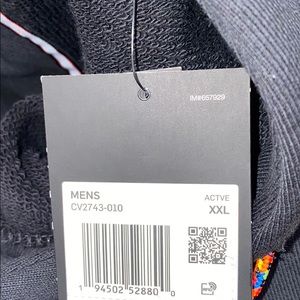 IM#657929
MENS
CV2743-010
ACTVE
XXL
1 94502 52880 0